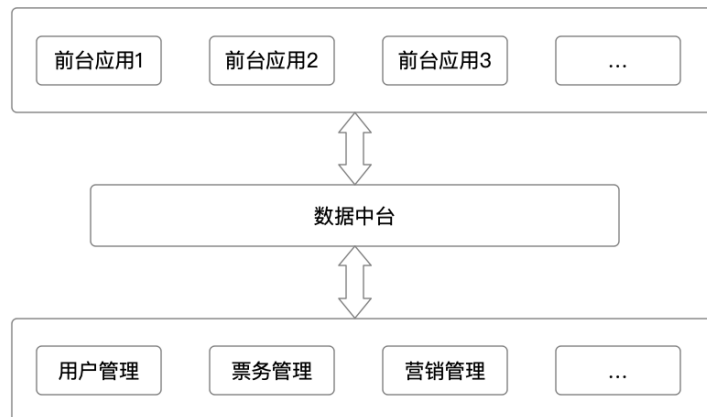 前台应用1 前台应用2 前台应用3 ...
数据中台
用户管理 票务管理 营销管理 ...